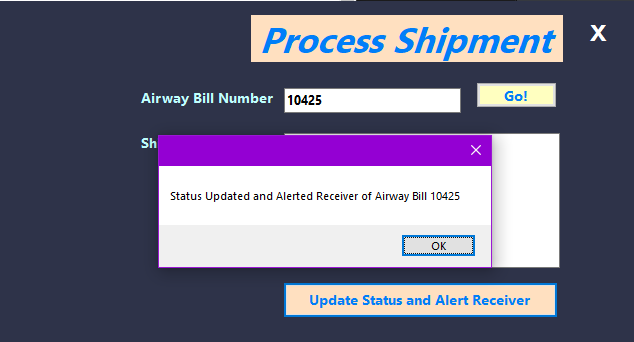 Process Shipment
X
Airway Bill Number
10425
Go!
Sh
Status Updated and Alerted Receiver of Airway Bill 10425
OK
Update Status and Alert Receiver